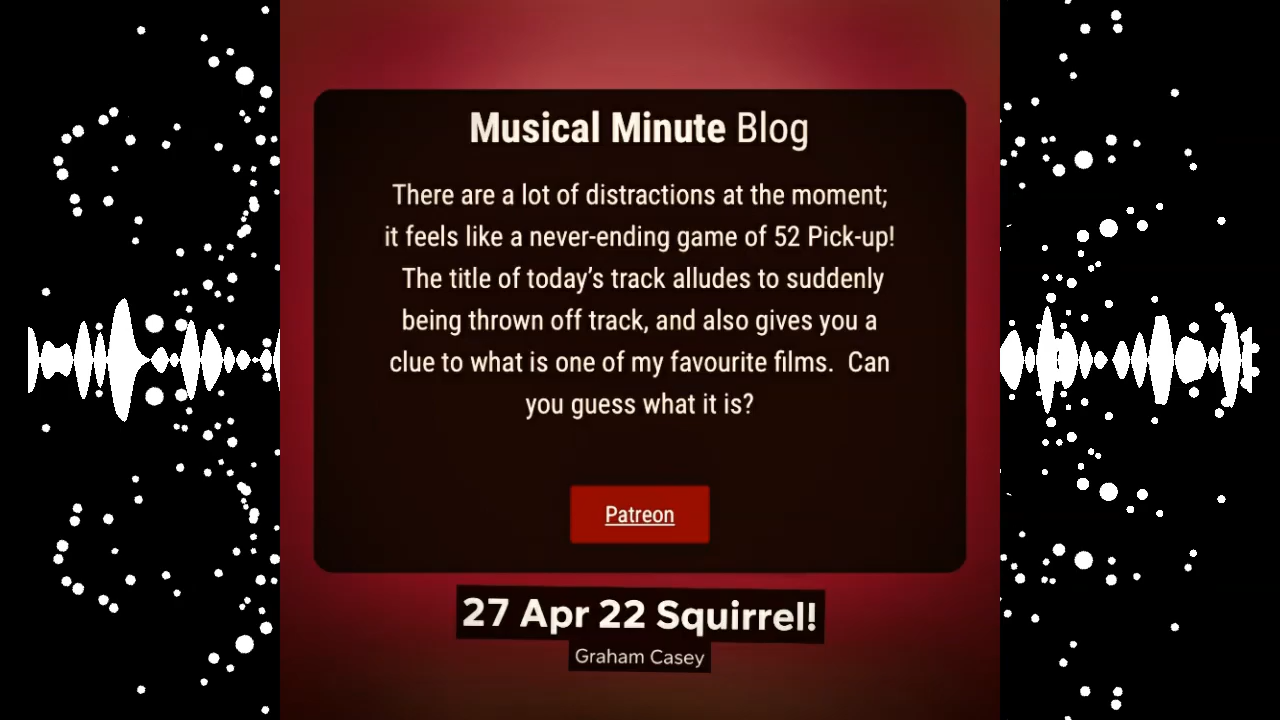 Musical Minute Blog
There are a lot of distractions at the moment;
it feels like a never-ending game of 52 Pick-up!
The title of today’s track alludes to suddenly
being thrown off track, and also gives you a
clue to what is one of my favourite films.  Can
you guess what it is?
Patreon
27 Apr 22 Squirrel!
Graham Casey